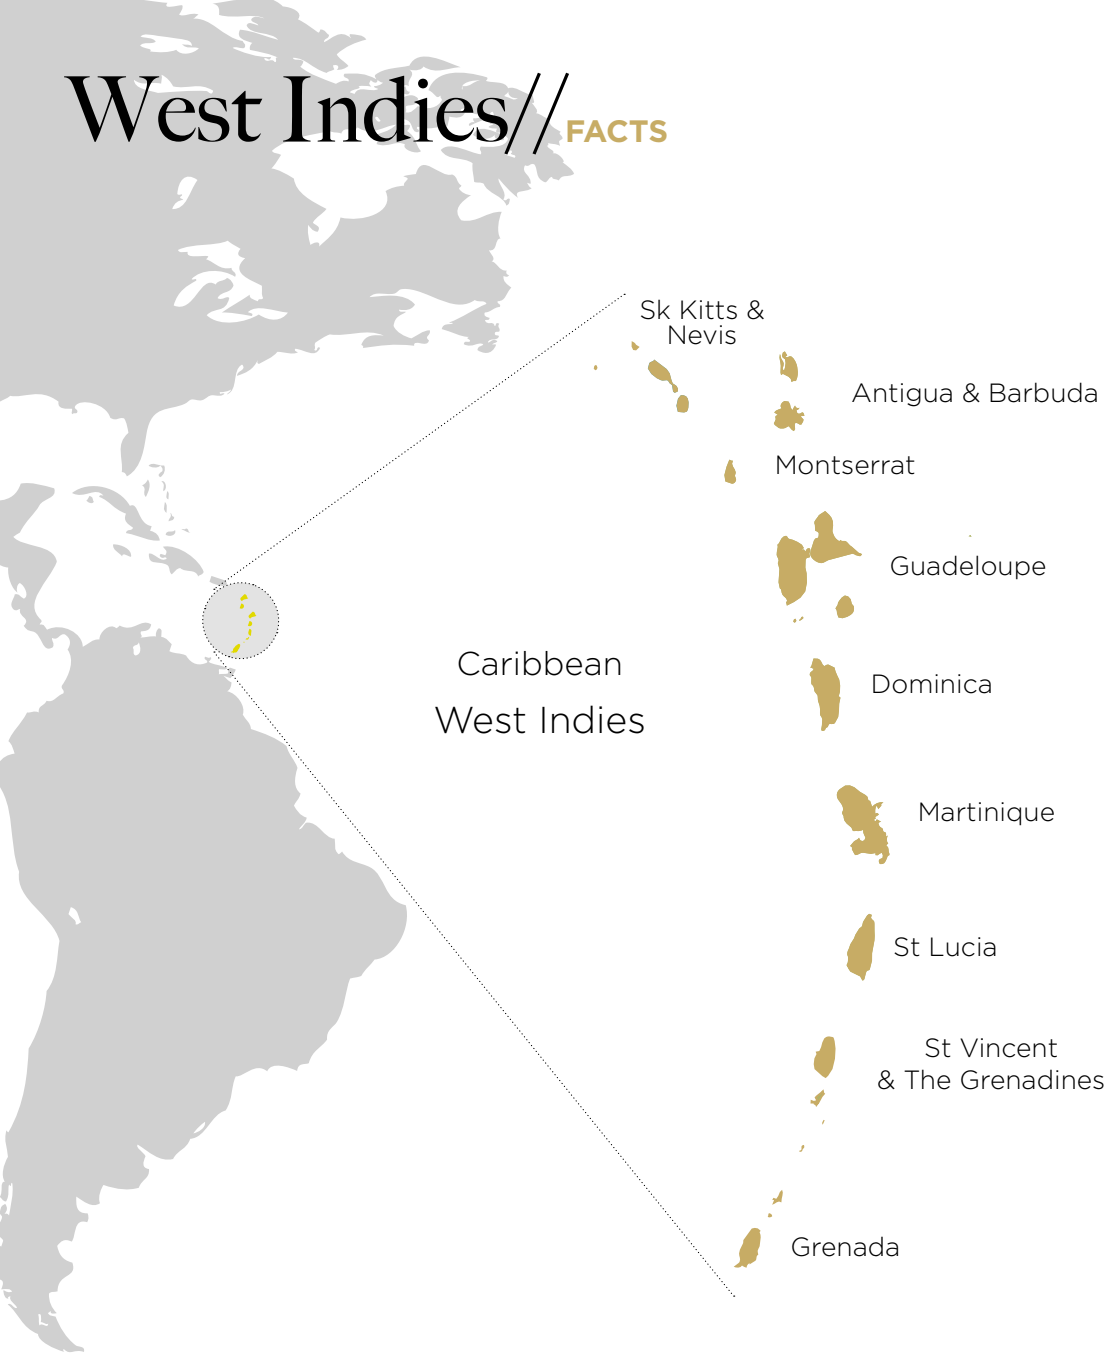 West Indies// FACTS
Sk Kitts &
Nevis
Antigua & Barbuda
Montserrat
Guadeloupe
Caribbean
West Indies
Dominica
Martinique
St Lucia
St Vincent
& The Grenadines
Grenada